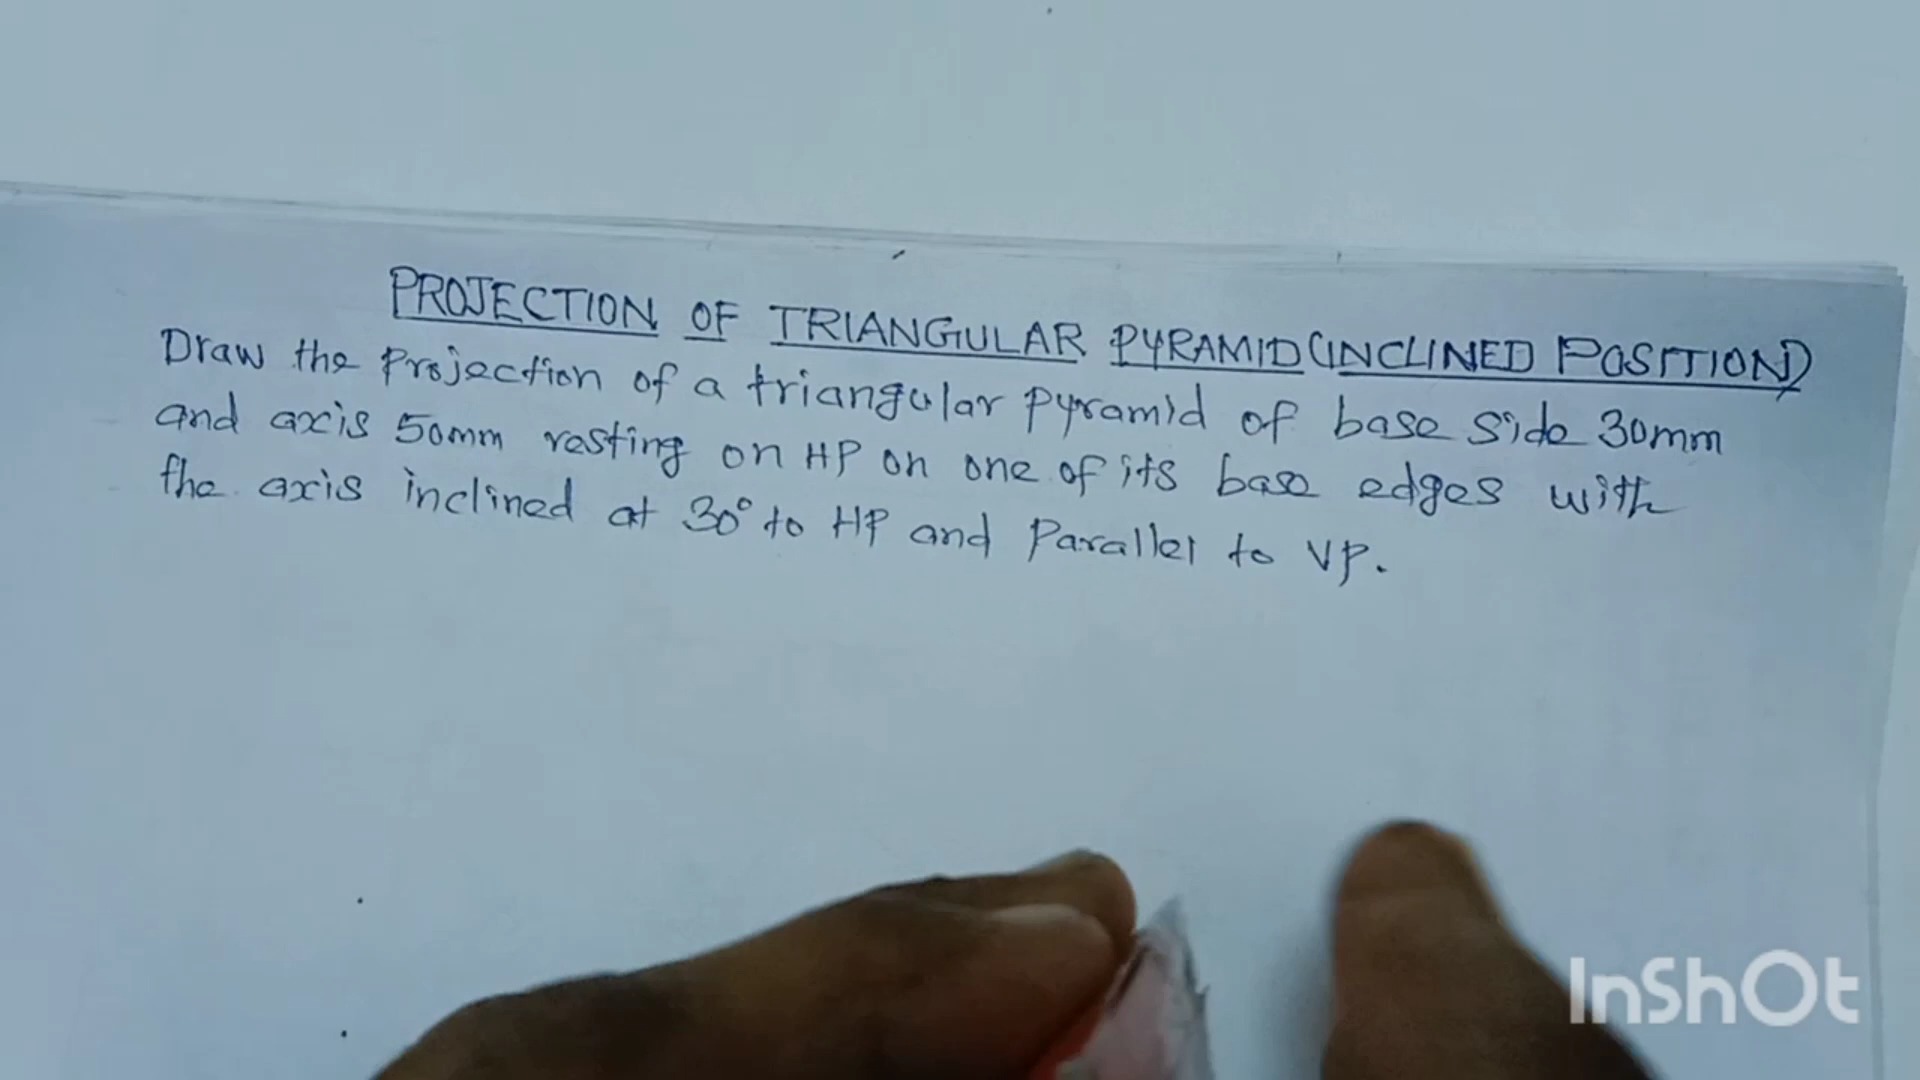 PROJECTION OF TRIANGULAR PYRAMID (INCLINED POSITION)
Draw the Projection of a triangular pyramid of base side 30mm
and axis 50mm resting on HP on one of its base edges with
the axis inclined at 30° to HP and Parallel to VP.
InShOt